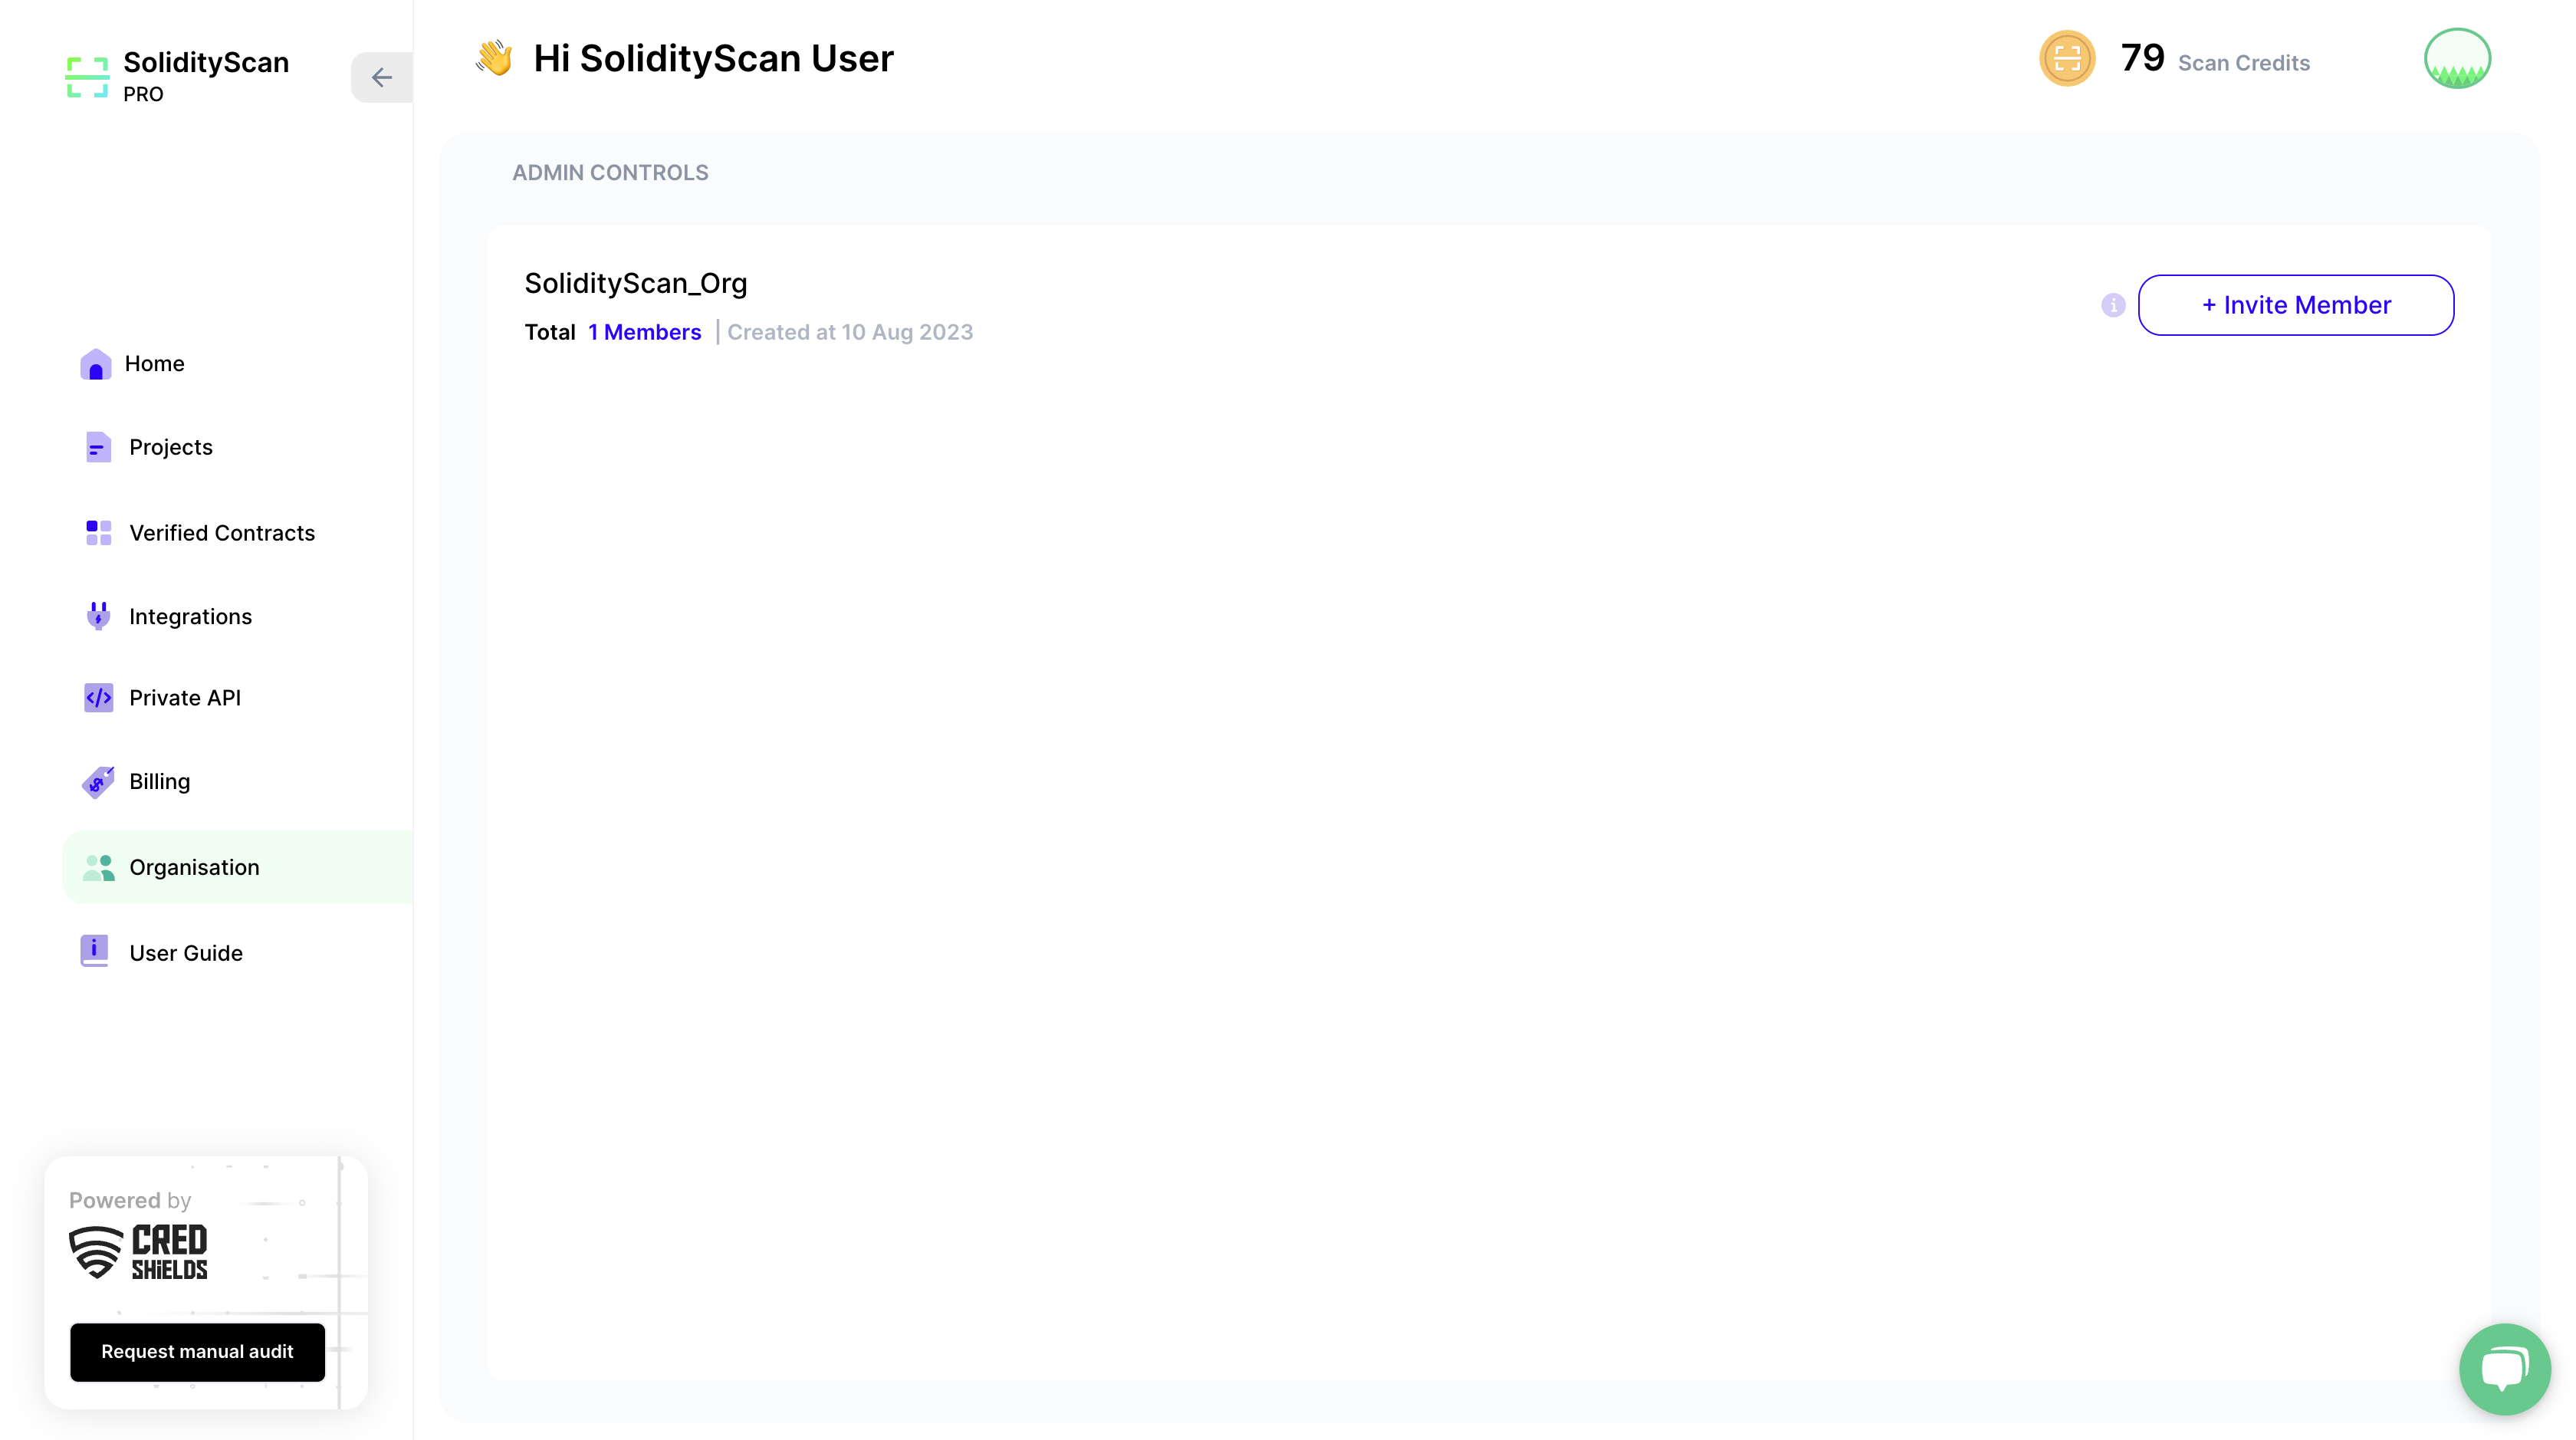 SolidityScan
PRO
Hi SolidityScan User
79 Scan Credits
ADMIN CONTROLS
SolidityScan_Org
Total 1 Members | Created at 10 Aug 2023
+ Invite Member
Home
Projects
Verified Contracts
Integrations
Private API
Billing
Organisation
User Guide
Powered by
CRED
SHiELDS
Request manual audit